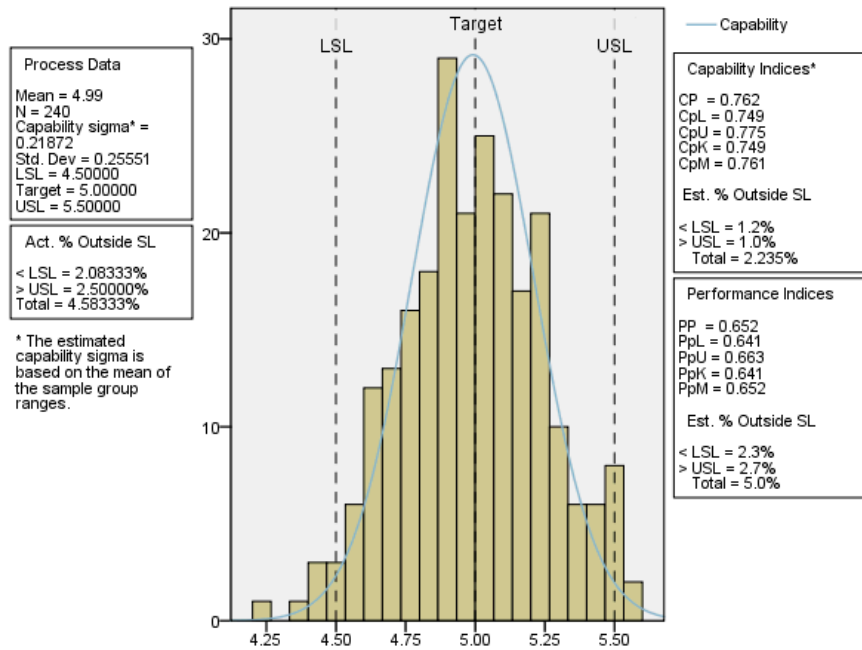 Process Data
Mean = 4.99
N = 240
Capability sigma* =
0.21872
Std. Dev = 0.25551
LSL = 4.50000
Target = 5.00000
USL = 5.50000
Act. % Outside SL
< LSL = 2.08333%
> USL = 2.50000%
Total = 4.58333%
* The estimated
capability sigma is
based on the mean of
the sample group
ranges.
Target
LSL
USL
30
20
10
0
4.25 4.50 4.75 5.00 5.25 5.50
Capability
Capability Indices*
CP = 0.762
CpL = 0.749
CpU = 0.775
CpK = 0.749
CpM = 0.761
Est. % Outside SL
< LSL = 1.2%
> USL = 1.0%
Total = 2.235%
Performance Indices
PP = 0.652
PpL = 0.641
PpU = 0.663
PpK = 0.641
PpM = 0.652
Est. % Outside SL
< LSL = 2.3%
> USL = 2.7%
Total = 5.0%